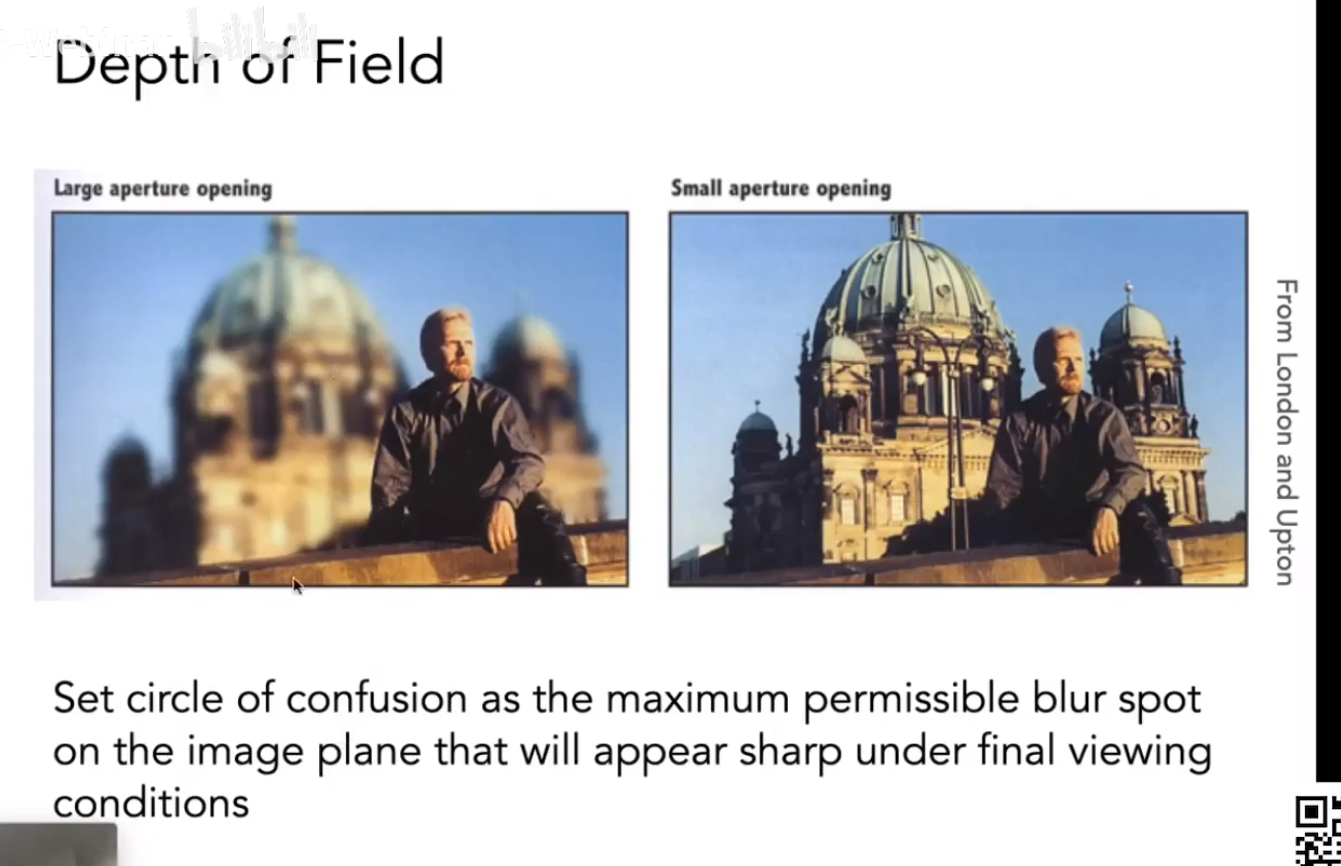 Depth of Field
Large aperture opening
Small aperture opening
From London and Upton
Set circle of confusion as the maximum permissible blur spot
on the image plane that will appear sharp under final viewing
conditions